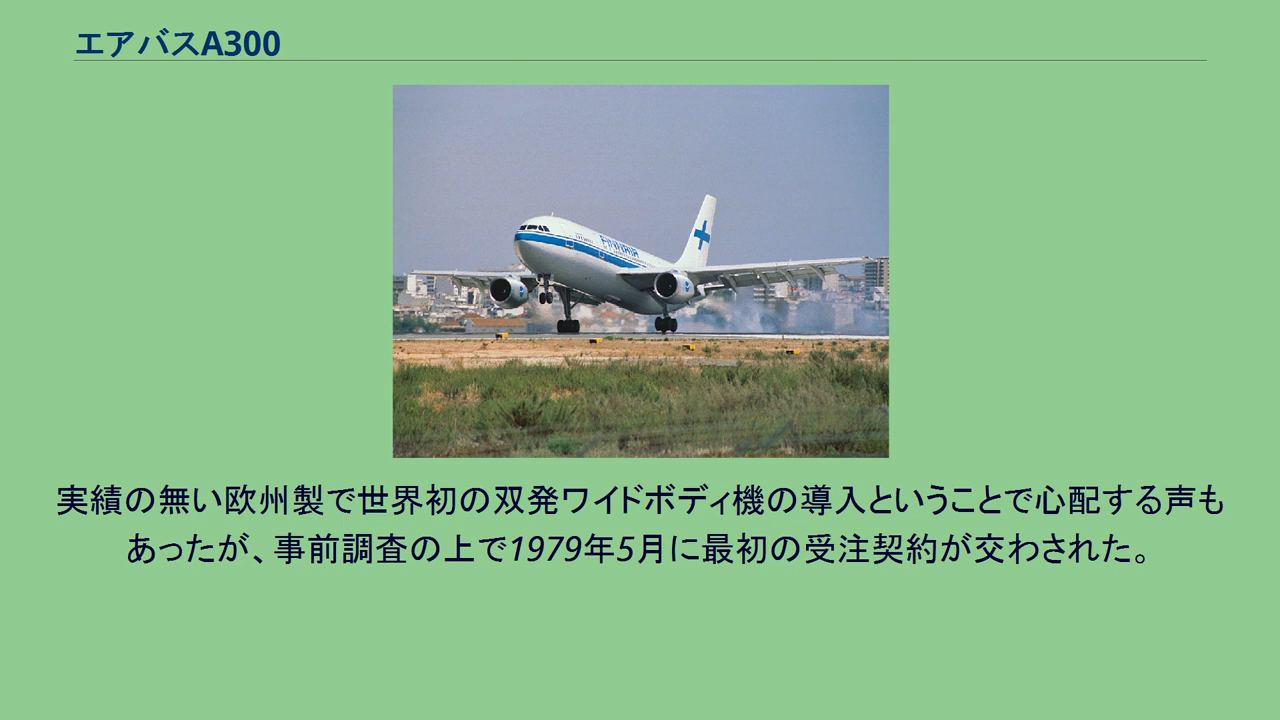 エアバスA300
FINNAIR
実績の無い欧州製で世界初の双発ワイドボディ機の導入ということで心配する声も
あったが、事前調査の上で1979年5月に最初の受注契約が交わされた。